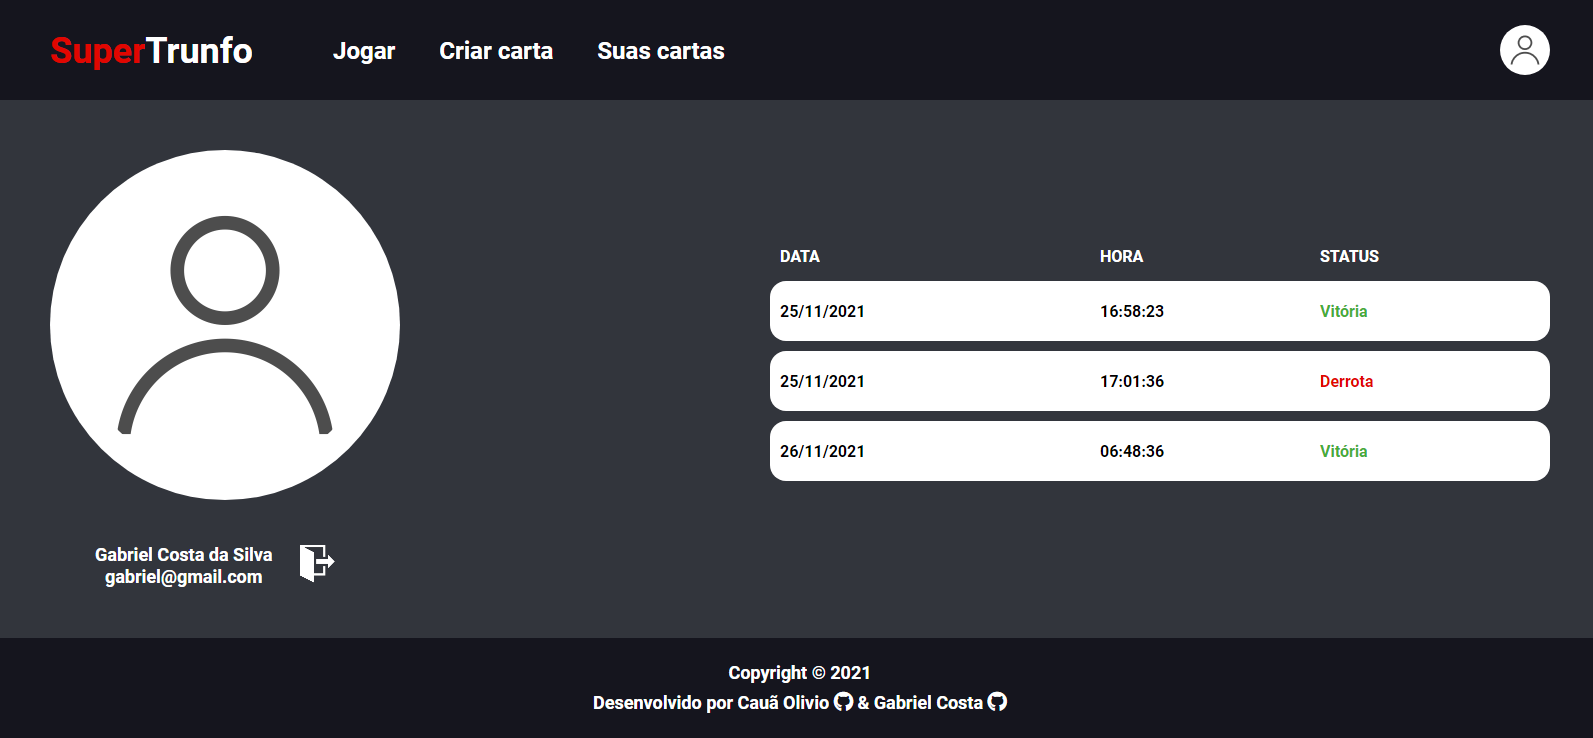 SuperTrunfo Jogar Criar carta Suas cartas
DATA HORA STATUS
25/11/2021 16:58:23 Vitória
25/11/2021 17:01:36 Derrota
26/11/2021 06:48:36 Vitória
Gabriel Costa da Silva
gabriel@gmail.com
Copyright © 2021
Desenvolvido por Cauã Olivio & Gabriel Costa